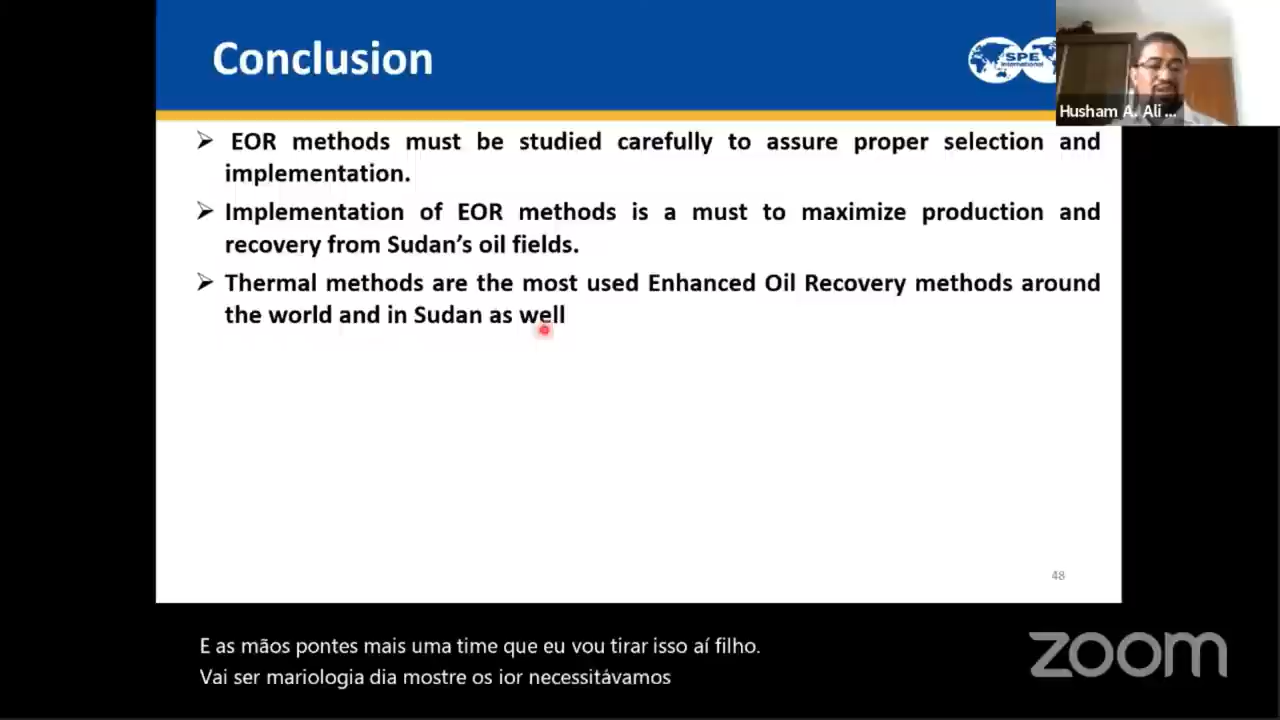 Conclusion
SPE
International
Husham A. Ali ...
➢ EOR methods must be studied carefully to assure proper selection and
implementation.
➢ Implementation of EOR methods is a must to maximize production and
recovery from Sudan’s oil fields.
➢ Thermal methods are the most used Enhanced Oil Recovery methods around
the world and in Sudan as well
48
E as mãos pontes mais uma time que eu vou tirar isso aí filho.
Vai ser mariologia dia mostre os ior necessitávamos
zoom